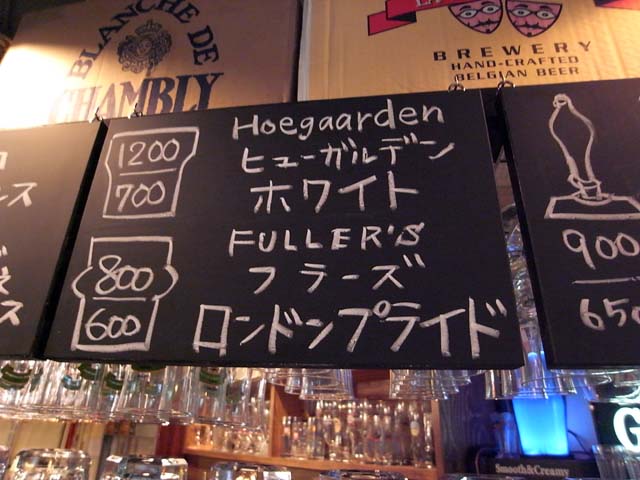 BLANCHE DE
CHAMBLY
BREWERY
HAND-CRAFTED
BELGIAN BEER
Hoegaarden
ヒューガルデン
ホワイト
1200
700
FULLER'S
フラーズ
ロンドンプライド
800
600
900
650
Smooth&Creamy
G